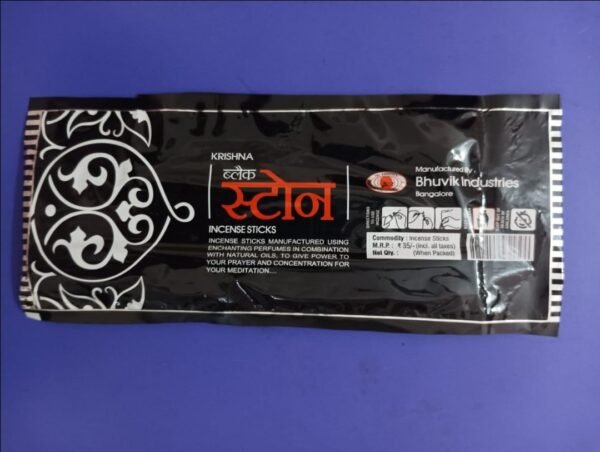 KRISHNA
ब्लैक
स्टोन
INCENSE STICKS
INCENSE STICKS MANUFACTURED USING
ENCHANTING PERFUMES IN COMBINATION
WITH NATURAL OILS, TO GIVE POWER TO
YOUR PRAYER AND CONCENTRATION FOR
YOUR MEDITATION....
Manufactured By :
Bhuvik Industries
Bangalore
Commodity : Incense Sticks
M.R.P. : ₹ 35/- (incl. all taxes)
Net Qty. : (When Packed)